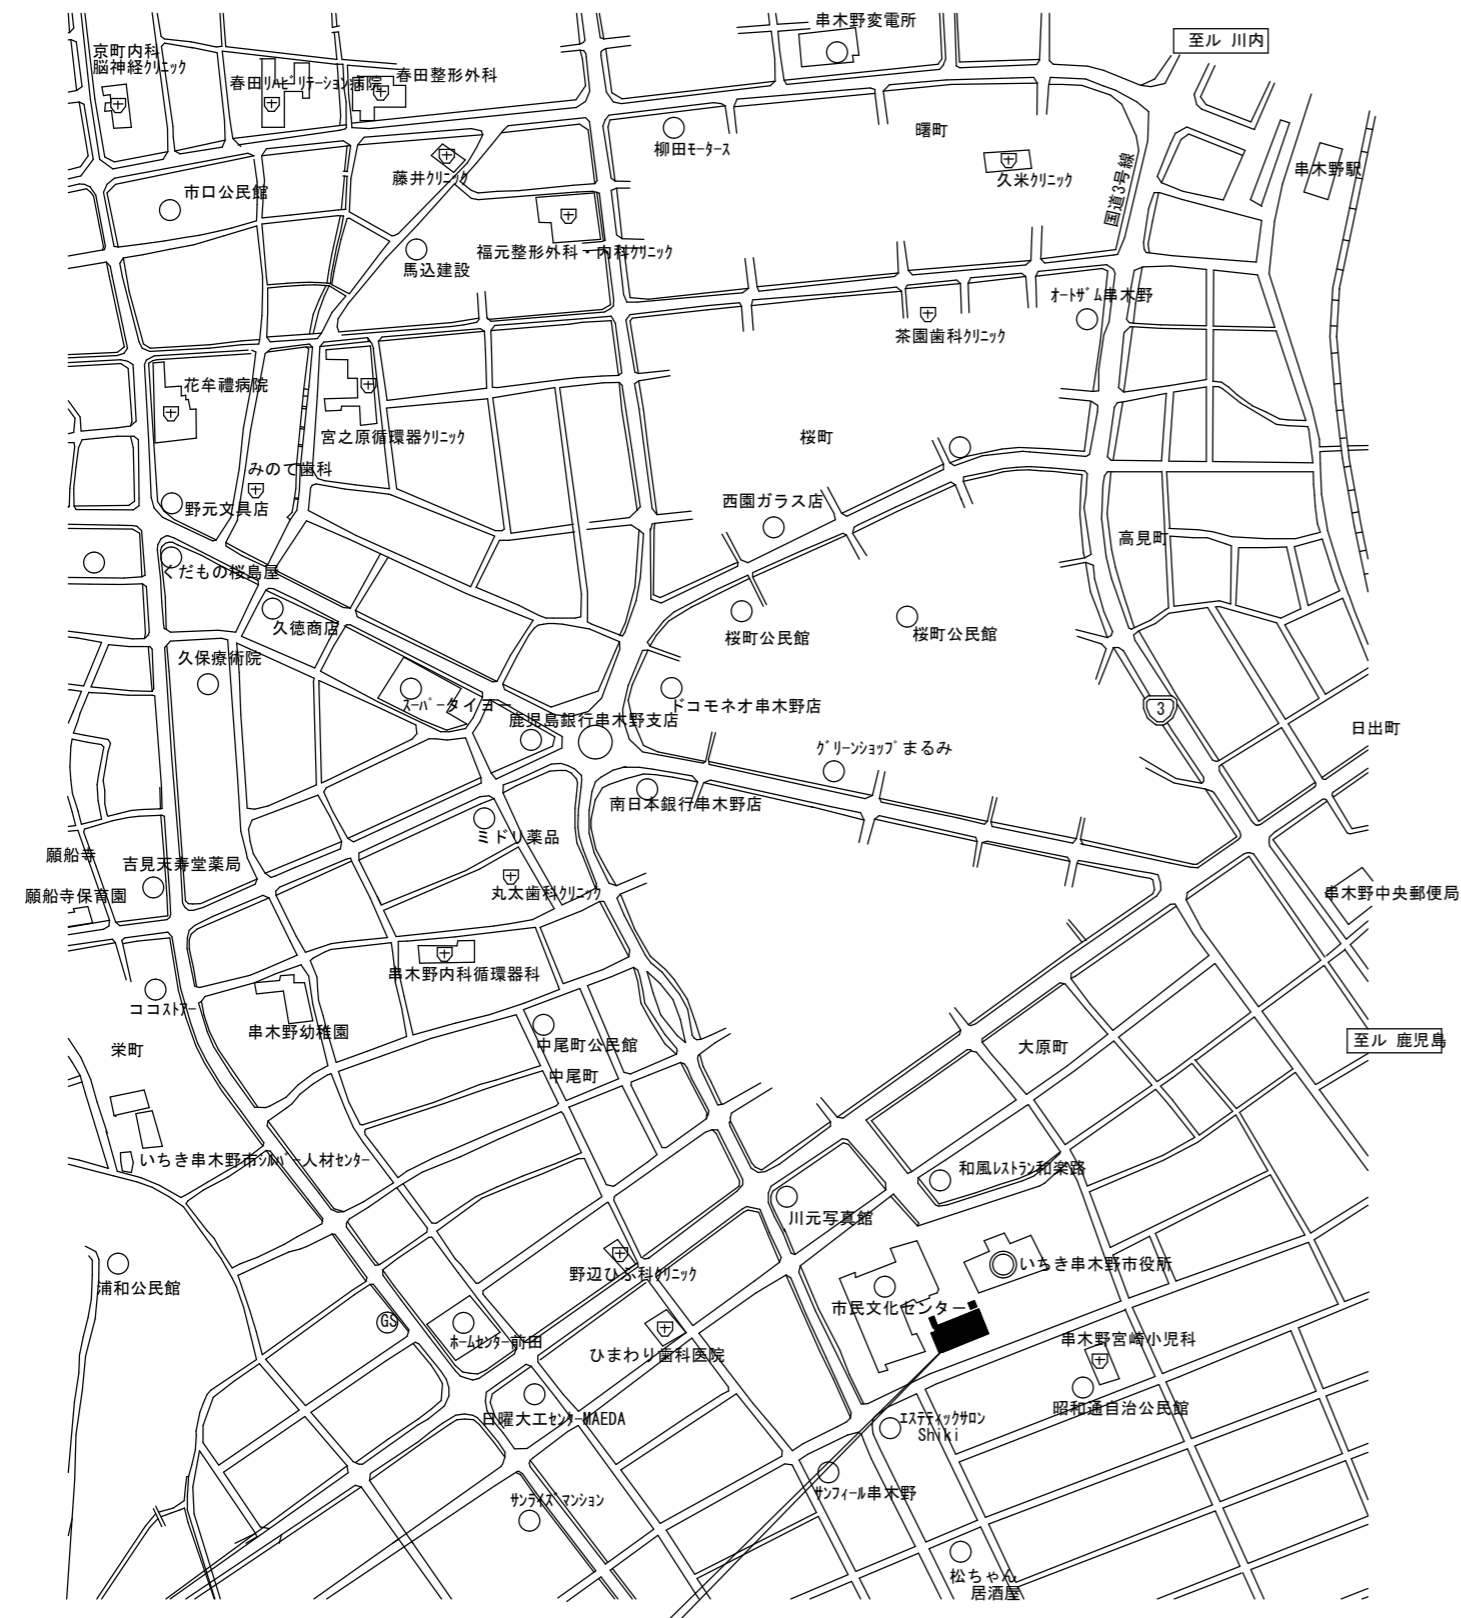 串木野変電所
至ル 川内
京町内科
脳神経ｸﾘﾆｯｸ
春田ﾘﾊﾋﾞﾘﾃｰｼｮﾝ病院
春田整形外科
柳田ﾓｰﾀｰｽ
曙町
久米ｸﾘﾆｯｸ
国道3号線
串木野駅
藤井ｸﾘﾆｯｸ
市口公民館
福元整形外科・内科ｸﾘﾆｯｸ
馬込建設
ｵｰﾄｻﾞﾑ串木野
茶園歯科ｸﾘﾆｯｸ
花牟禮病院
宮之原循環器ｸﾘﾆｯｸ
桜町
みのて歯科
野元文具店
西園ガラス店
高見町
くだもの桜島屋
久徳商店
桜町公民館
桜町公民館
久保療術院
ｽｰﾊﾟｰタイヨー
ドコモネオ串木野店
鹿児島銀行串木野支店
3
日出町
ｸﾞﾘｰﾝｼｮｯﾌﾟまるみ
南日本銀行串木野店
ミドリ薬品
願船寺
吉見天寿堂薬局
願船寺保育園
丸太歯科ｸﾘﾆｯｸ
串木野中央郵便局
串木野内科循環器科
ココｽﾄｱｰ
串木野幼稚園
栄町
中尾町公民館
大原町
至ル 鹿児島
中尾町
いちき串木野市ｼﾙﾊﾞｰ人材ｾﾝﾀｰ
和風ﾚｽﾄﾗﾝ和楽路
川元写真館
浦和公民館
野辺ひふ科ｸﾘﾆｯｸ
いちき串木野市役所
市民文化センター
GS
ﾎｰﾑｾﾝﾀｰ前田
ひまわり歯科医院
串木野宮崎小児科
昭和通自治公民館
日曜大工ｾﾝﾀｰMAEDA
ｴｽﾃﾃｨｯｸｻﾛﾝ
Shiki
ｻﾝﾗｲｽﾞﾏﾝｼｮﾝ
ｻﾝﾌｨｰﾙ串木野
松ちゃん
居酒屋